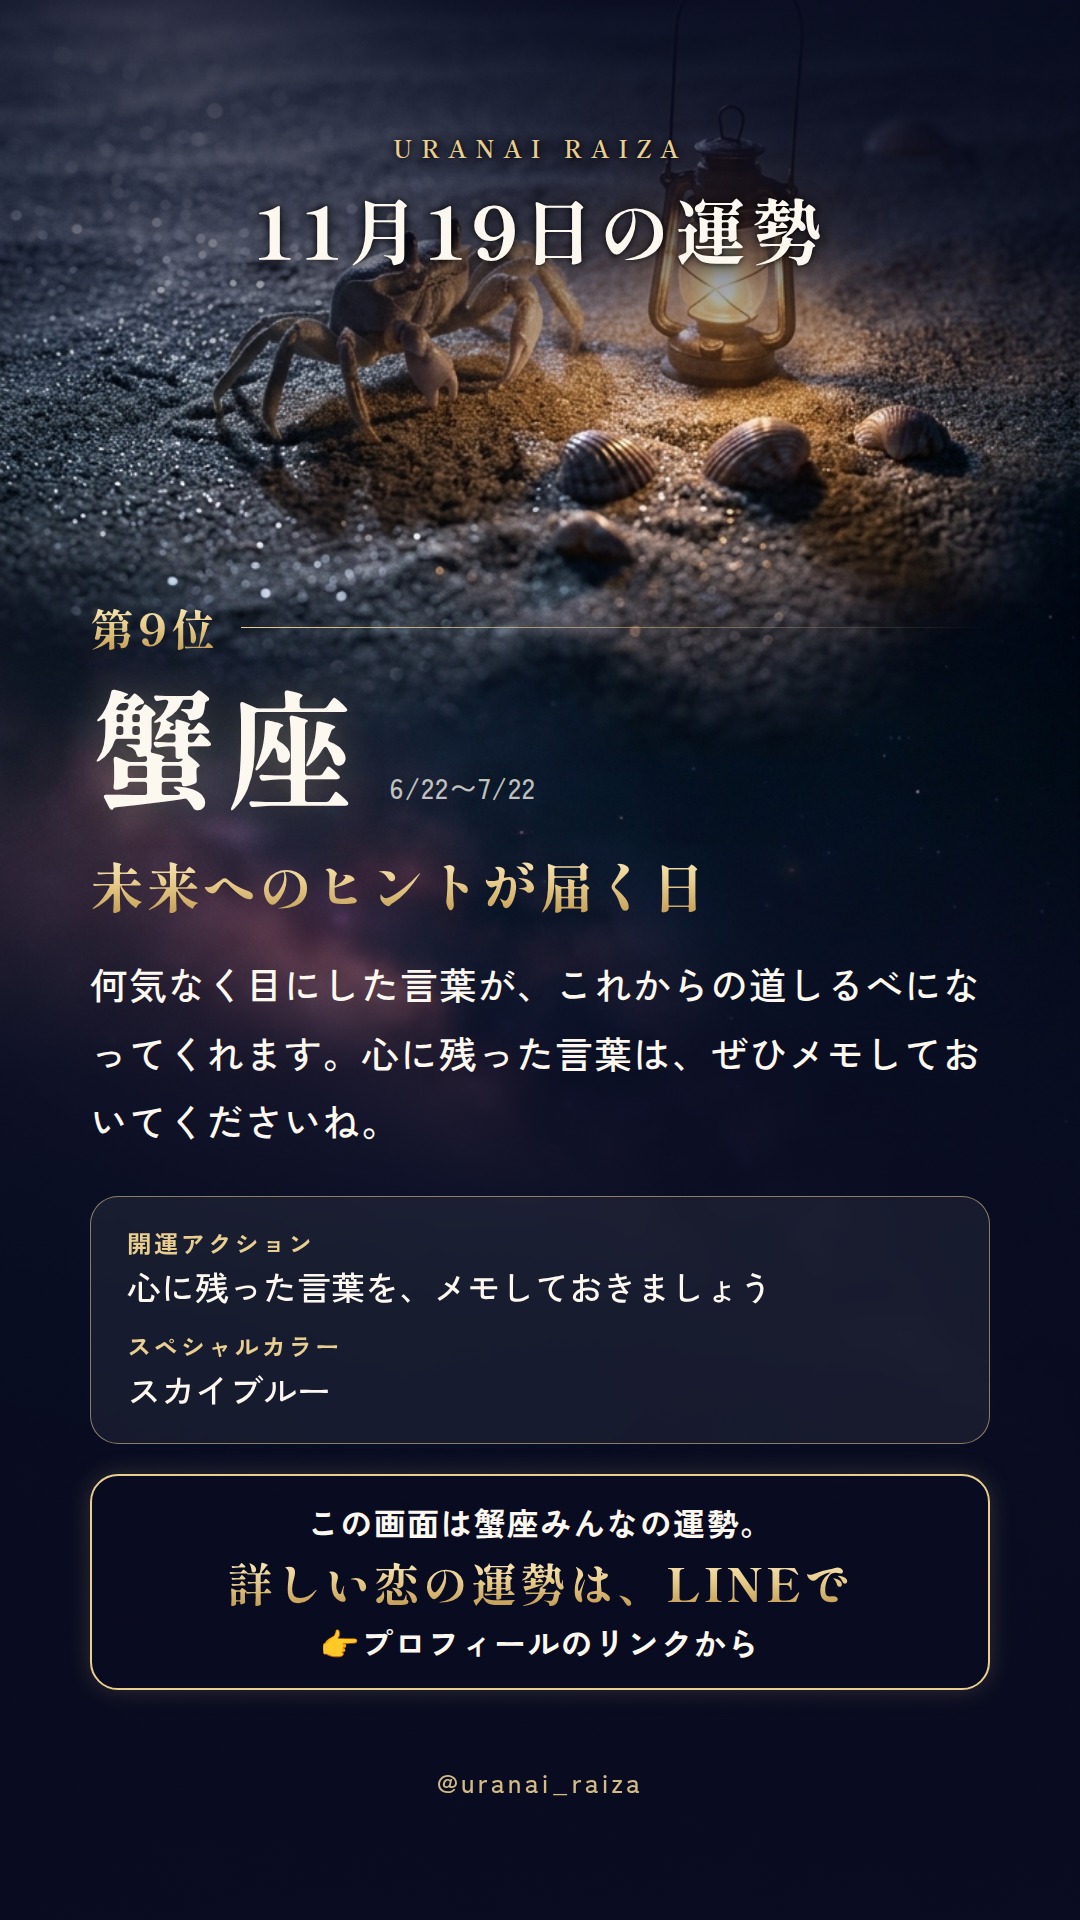 URANAI RAIZA
11月19日の運勢
第9位
蟹座 6/22〜7/22
未来へのヒントが届く日
何気なく目にした言葉が、これからの道しるべにな
ってくれます。心に残った言葉は、ぜひメモしてお
いてくださいね。
開運アクション
心に残った言葉を、メモしておきましょう
スペシャルカラー
スカイブルー
この画面は蟹座みんなの運勢。
詳しい恋の運勢は、LINEで
👉プロフィールのリンクから
@uranai_raiza